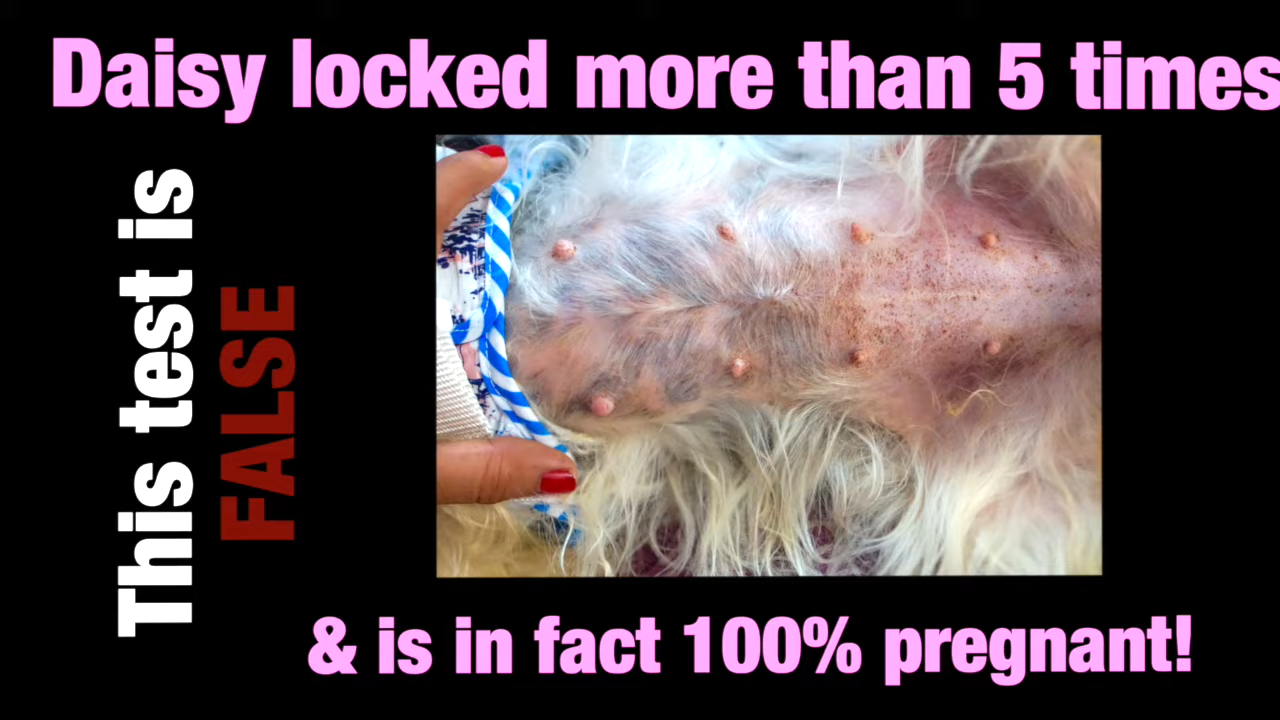 Daisy locked more than 5 times
This test is
FALSE
& is in fact 100% pregnant!